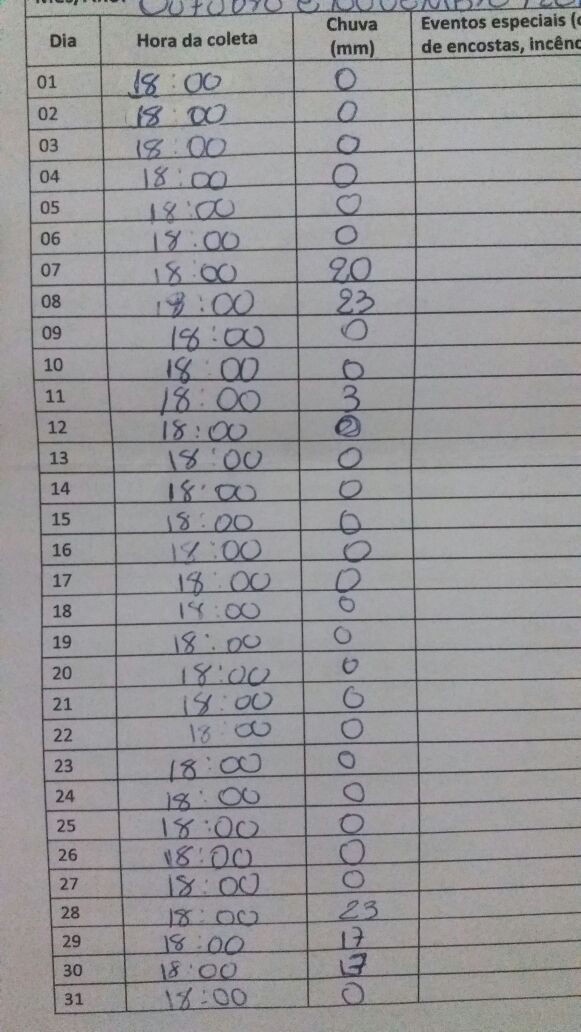 Mês/Ano: Outubro e Novembro
Dia Hora da coleta Chuva (mm) Eventos especiais (
de encostas, incênd
01 18:00 0
02 18:00 0
03 18:00 0
04 18:00 0
05 18:00 0
06 18:00 0
07 18:00 20
08 18:00 23
09 18:00 0
10 18:00 0
11 18:00 3
12 18:00
13 18:00 0
14 18:00 0
15 18:00 0
16 18:00 0
17 18:00 0
18 18:00 0
19 18:00 0
20 18:00 0
21 18:00 0
22 18:00 0
23 18:00 0
24 18:00 0
25 18:00 0
26 18:00 0
27 18:00 0
28 18:00 23
29 18:00 17
30 18:00 17
31 18:00 0